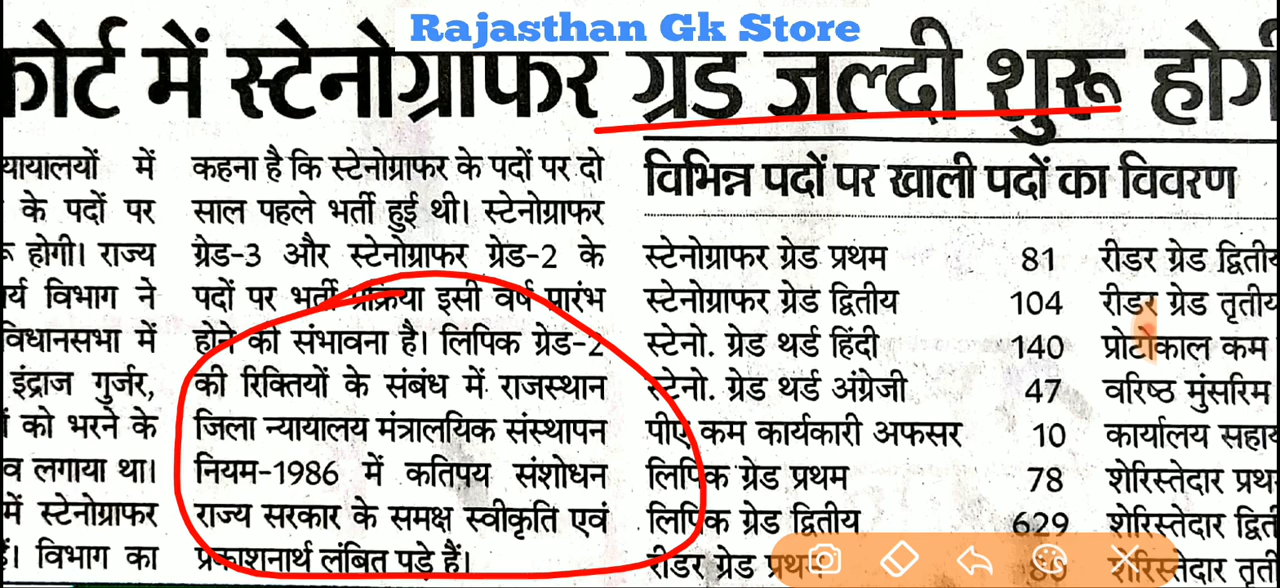 Rajasthan Gk Store
कोर्ट में स्टेनोग्राफर ग्रेड जल्दी शुरू होगी
यायालयों में
के पदों पर
होगी। राज्य
र्य विभाग ने
विधानसभा में
इंद्राज गुर्जर,
को भरने के
व लगाया था।
में स्टेनोग्राफर
विभाग का
कहना है कि स्टेनोग्राफर के पदों पर दो
साल पहले भर्ती हुई थी। स्टेनोग्राफर
ग्रेड-3 और स्टेनोग्राफर ग्रेड-2 के
पदों पर भर्ती प्रक्रिया इसी वर्ष प्रारंभ
होने की संभावना है। लिपिक ग्रेड-2
की रिक्तियों के संबंध में राजस्थान
जिला न्यायालय मंत्रालयिक संस्थापन
नियम-1986 में कतिपय संशोधन
राज्य सरकार के समक्ष स्वीकृति एवं
प्रकाशनार्थ लंबित पड़े हैं।
विभिन्न पदों पर खाली पदों का विवरण
स्टेनोग्राफर ग्रेड प्रथम 81
स्टेनोग्राफर ग्रेड द्वितीय 104
स्टेनो. ग्रेड थर्ड हिंदी 140
स्टेनो. ग्रेड थर्ड अंग्रेजी 47
पीए कम कार्यकारी अफसर 10
लिपिक ग्रेड प्रथम 78
लिपिक ग्रेड द्वितीय 629
रीडर ग्रेड प्रथम
रीडर ग्रेड द्वितीय
रीडर ग्रेड तृतीय
प्रोटोकाल कम
वरिष्ठ मुंसरिम
कार्यालय सहाय
शेरिस्तेदार प्रथ
शेरिस्तेदार द्विती
शेरिस्तेदार तृती